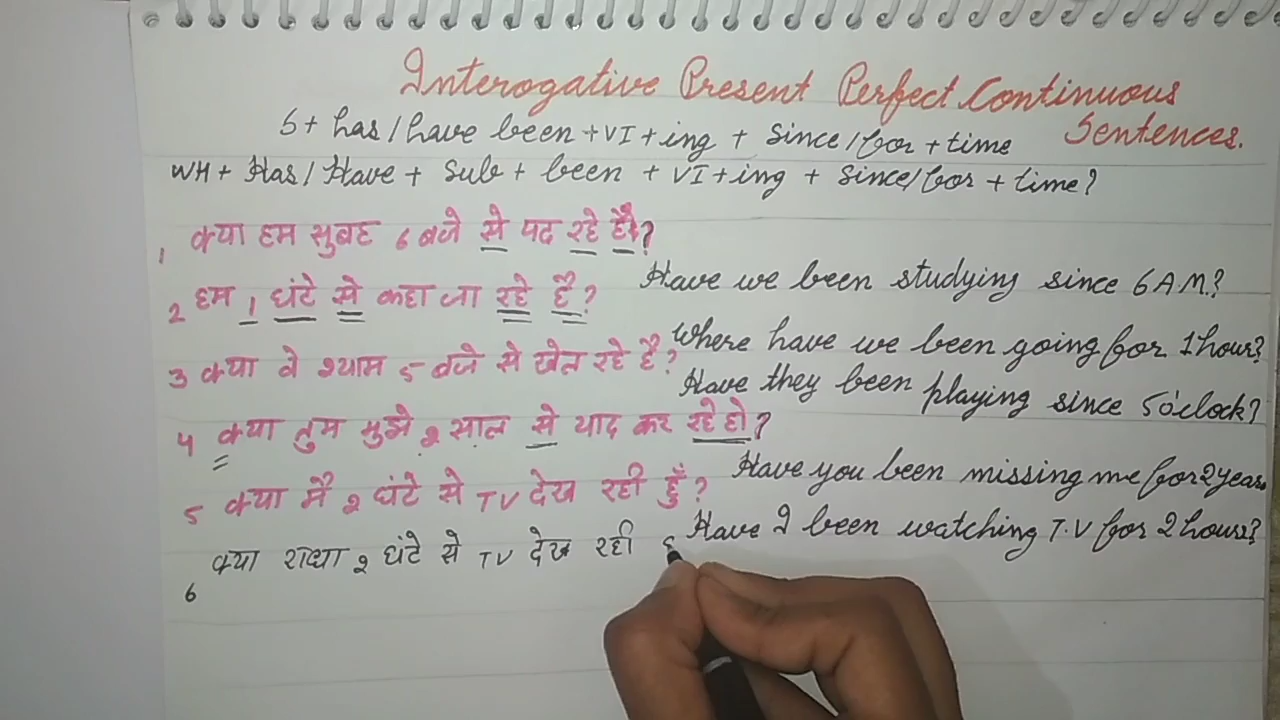 Interogative Present Perfect Continuous
Sentences.
S + has / have been + VI + ing + Since / for + time
WH + Has / Have + Sub + been + VI + ing + Since / for + time?
1 क्या हम सुबह 6 बजे से पढ रहे हैं?
Have we been studying since 6 A.M.?
2 हम 1 घंटे से कहा जा रहे है?
Where have we been going for 1 hour?
3 क्या वे श्याम 5 बजे से खेल रहे है?
Have they been playing since 5 o'clock?
4 क्या तुम मुझे 2 साल से याद कर रहे हो?
Have you been missing me for 2 years
5 क्या मै 2 घंटे से TV देख रही हुँ?
Have I been watching T.V for 2 hours?
6 क्या राधा 2 घंटे से TV देख रही